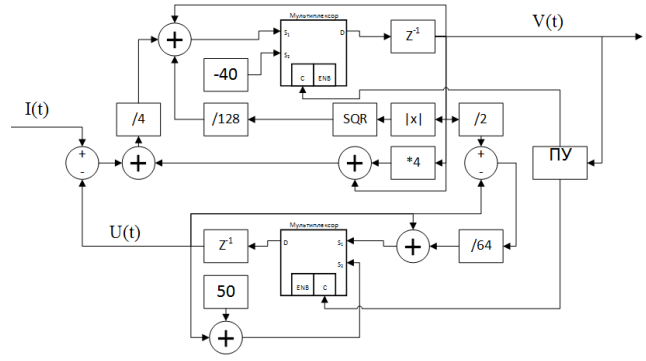 Мультиплексор
V(t)
S₁
D
Z⁻¹
+
S₂
-40
C
ENB
I(t)
/4
/128
SQR
|x|
/2
+
-
+
+
*4
+
-
ПУ
U(t)
Мультиплексор
Z⁻¹
D
S₁
+
/64
S₂
50
ENB
C
+